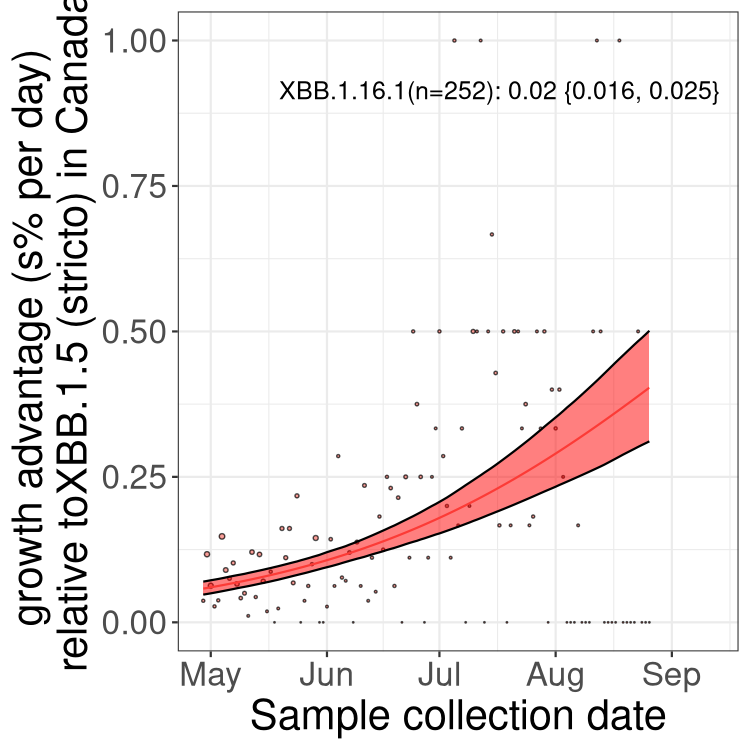 growth advantage (s% per day)
relative toXBB.1.5 (stricto) in Canada
1.00
0.75
0.50
0.25
0.00
XBB.1.16.1(n=252): 0.02 {0.016, 0.025}
May Jun Jul Aug Sep
Sample collection date